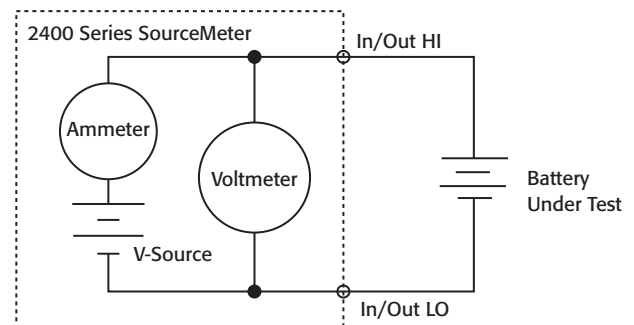 2400 Series SourceMeter
In/Out HI
Ammeter
Voltmeter
Battery
Under Test
V-Source
In/Out LO